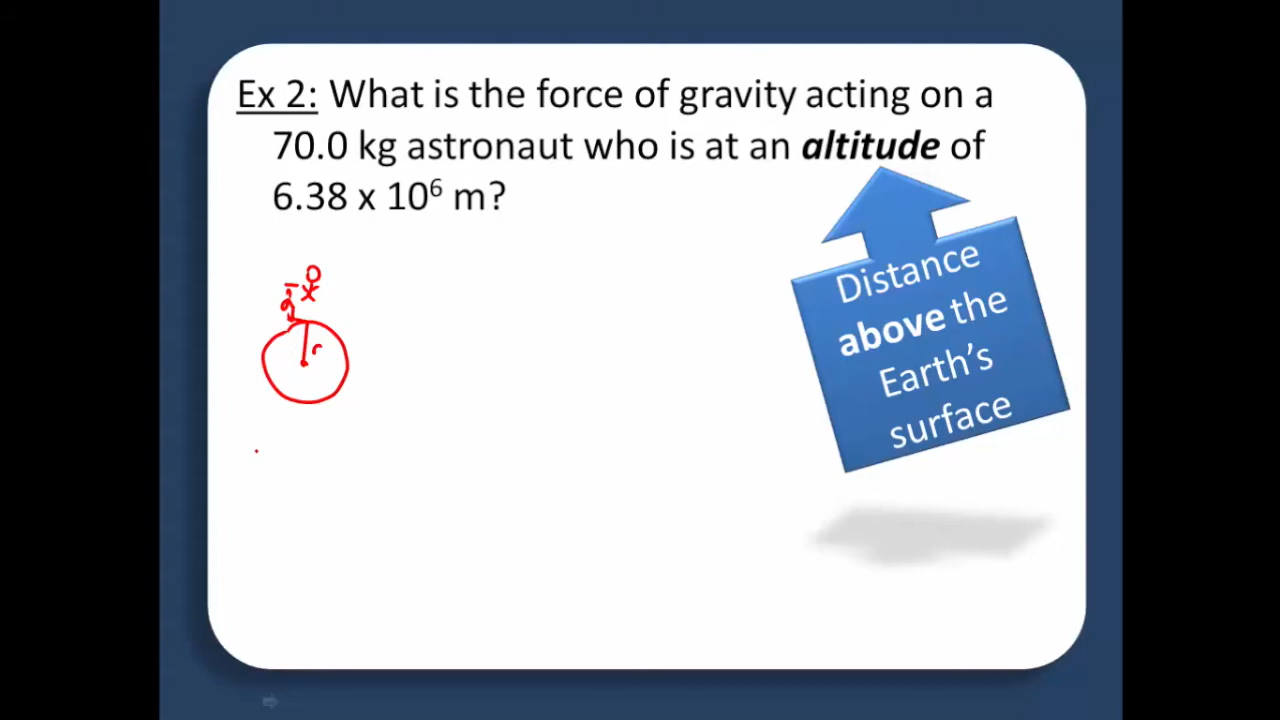 Ex 2: What is the force of gravity acting on a
70.0 kg astronaut who is at an altitude of
6.38 x 10⁶ m?
Distance
above the
Earth’s
surface
r